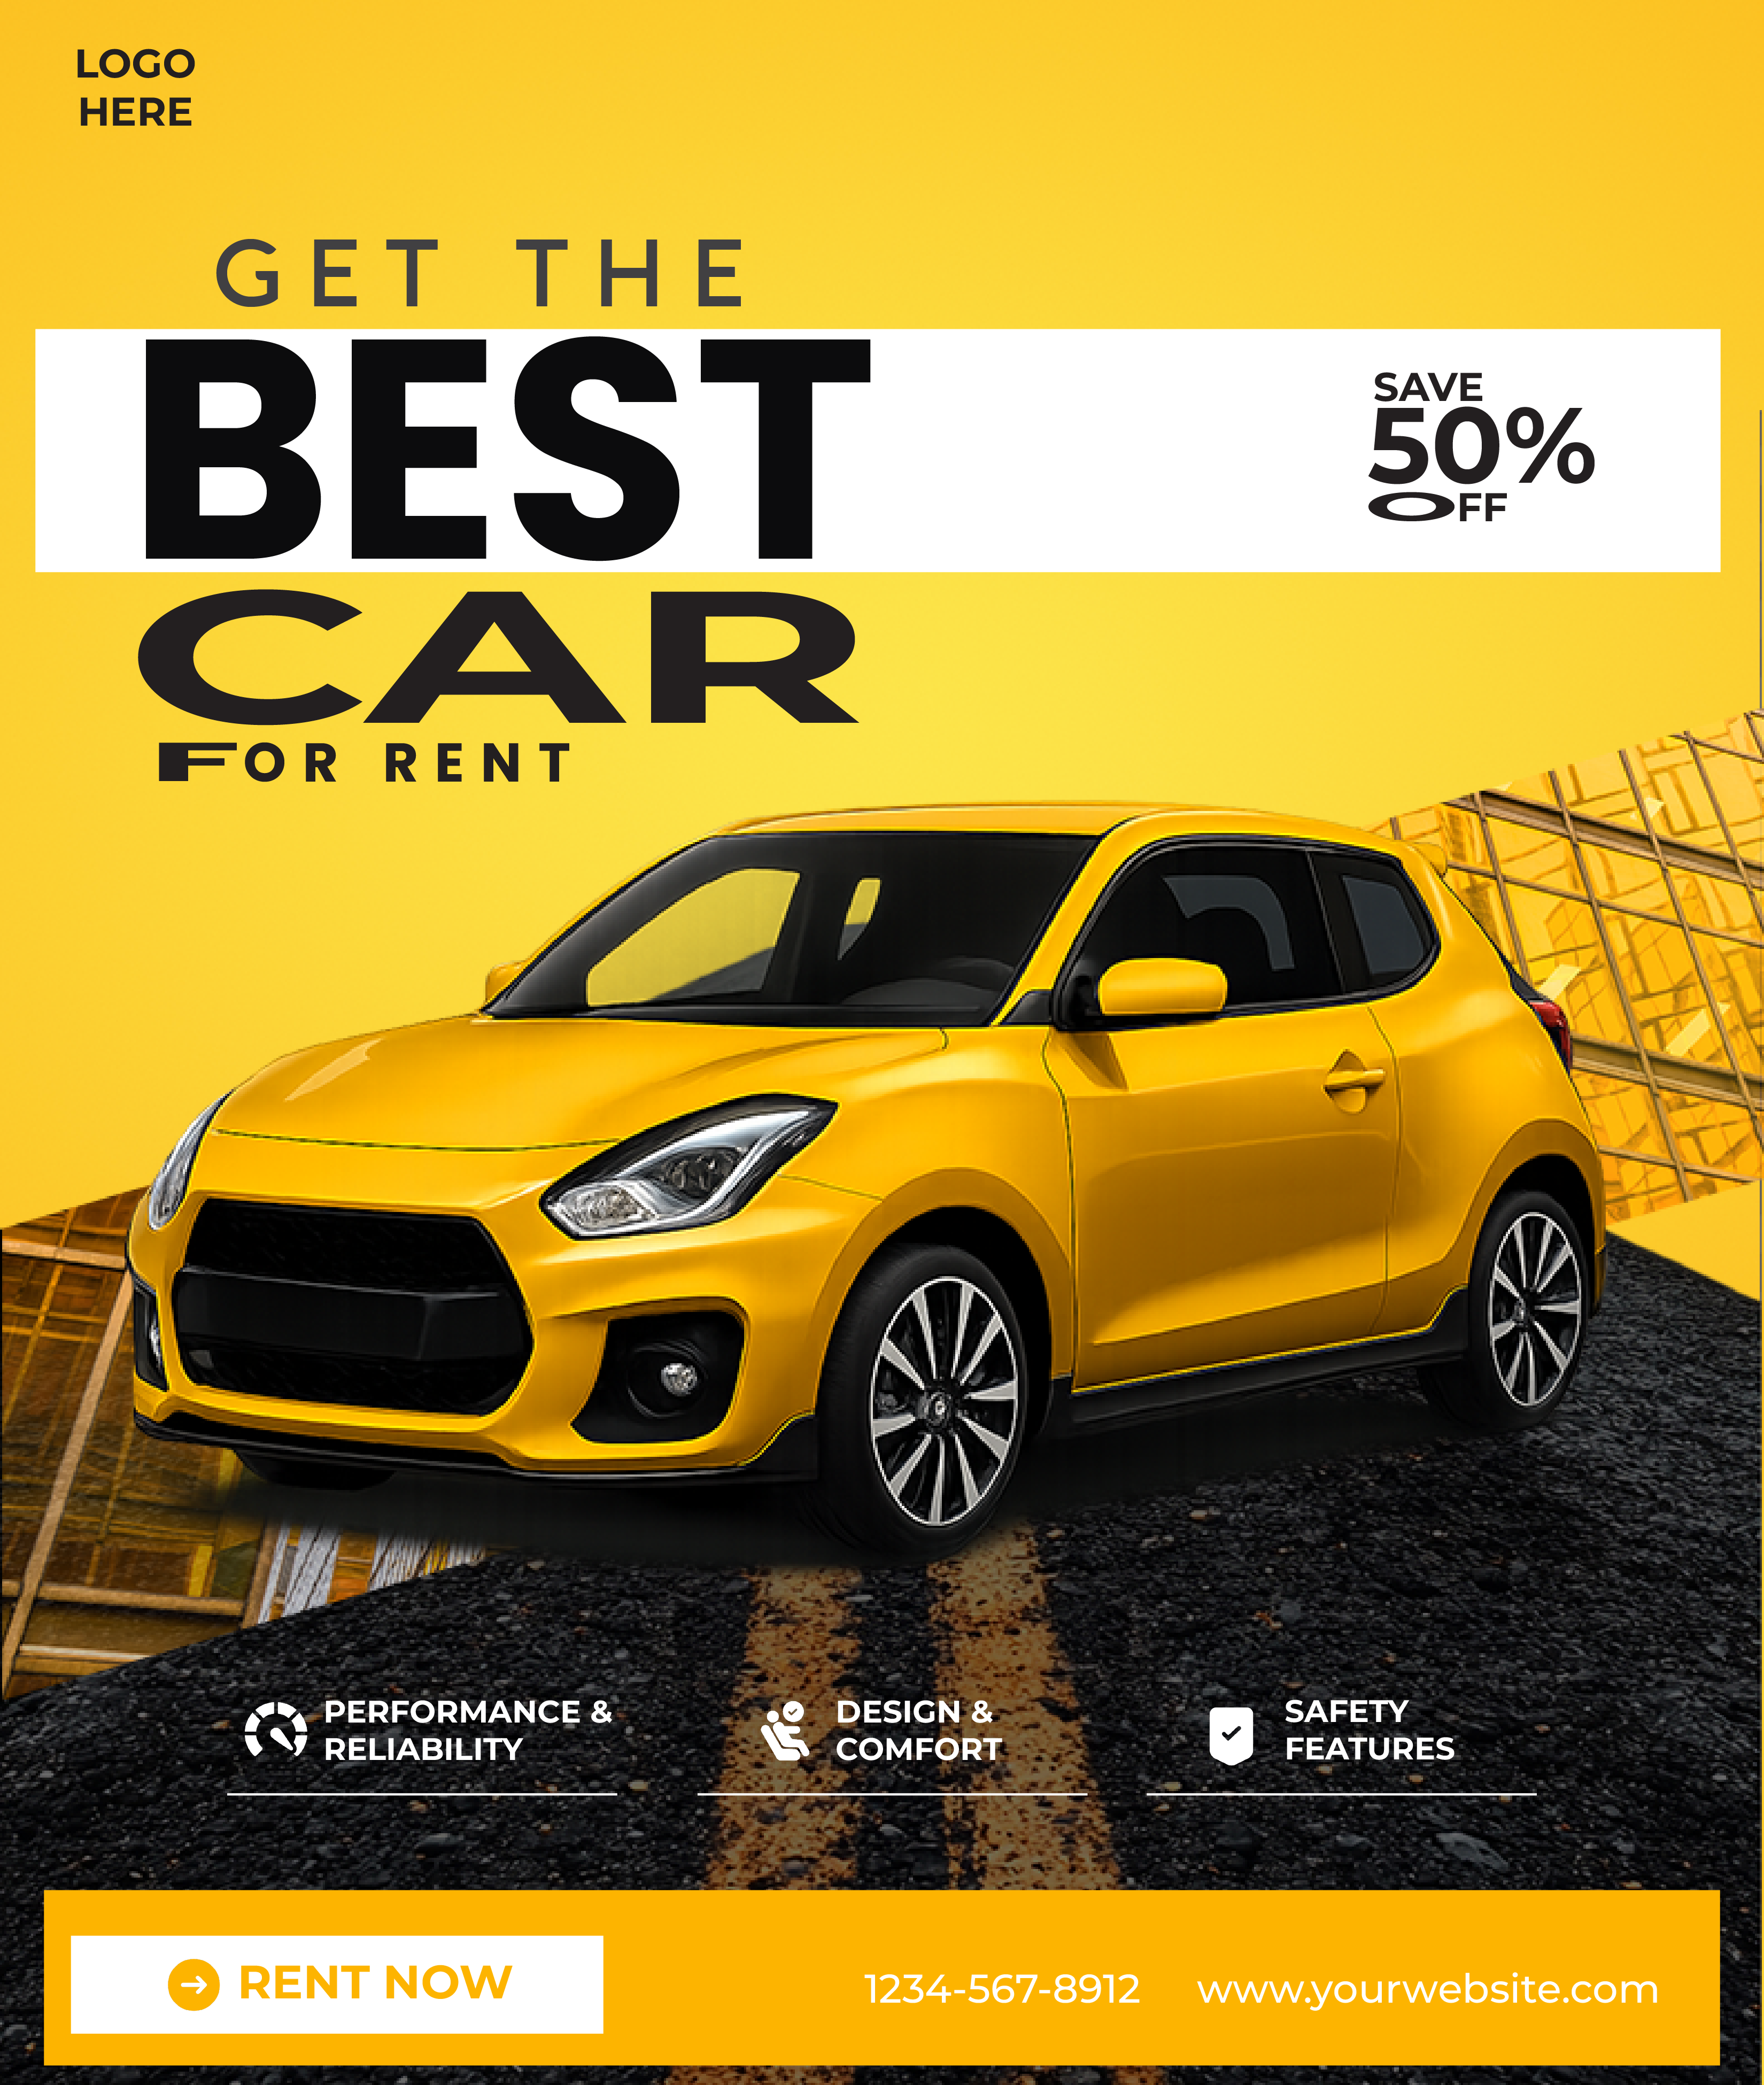 LOGO
HERE
GET THE
BEST
CAR
FOR RENT
SAVE
50%
OFF
PERFORMANCE &
RELIABILITY
DESIGN &
COMFORT
SAFETY
FEATURES
RENT NOW
1234-567-8912
www.yourwebsite.com